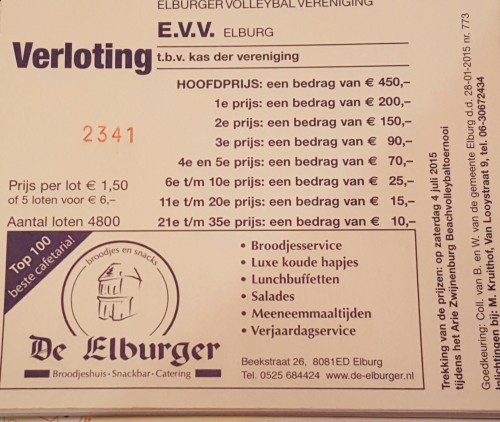 ELBURGER VOLLEYBAL VERENIGING
E.V.V. ELBURG
Verloting
t.b.v. kas der vereniging
HOOFDPRIJS: een bedrag van € 450,–
1e prijs: een bedrag van € 200,–
2e prijs: een bedrag van € 150,–
3e prijs: een bedrag van € 90,–
4e en 5e prijs: een bedrag van € 70,–
6e t/m 10e prijs: een bedrag van € 25,–
11e t/m 20e prijs: een bedrag van € 15,–
21e t/m 35e prijs: een bedrag van € 10,–
2341
Prijs per lot € 1,50
of 5 loten voor € 6,–
Aantal loten 4800
Top 100
beste cafetaria!
broodjes en snacks
De Elburger
Broodjeshuis · Snackbar · Catering
• Broodjesservice
• Luxe koude hapjes
• Lunchbuffetten
• Salades
• Meeneemmaaltijden
• Verjaardagservice
Beekstraat 26, 8081ED Elburg
Tel. 0525 684424 www.de-elburger.nl
Trekking van de prijzen: op zaterdag 4 juli 2015
tijdens het Arie Zwijnenburg Beachvolleybaltoernooi
Goedkeuring: Coll. van B. en W. van de gemeente Elburg d.d. 28-01-2015 nr. 773
Inlichtingen bij: M. Kruithof, Van Looystraat 9, tel. 06-30672434